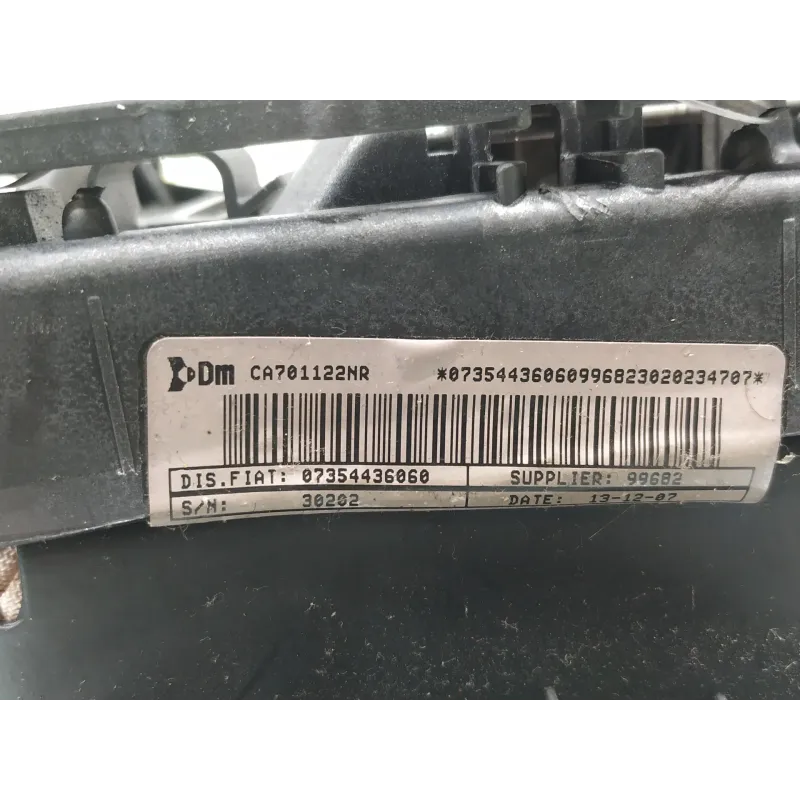 Dm CA701122NR *07354436060996823020234707*
DIS.FIAT: 07354436060 SUPPLIER: 99682
S/N: 30202 DATE: 13-12-07